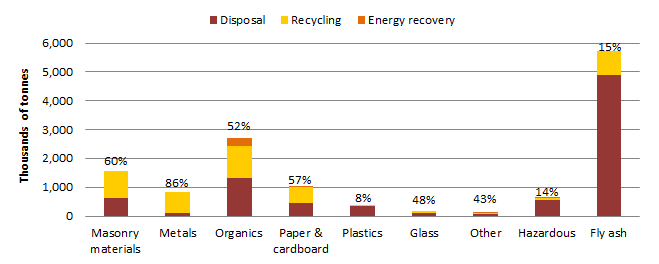 Disposal Recycling Energy recovery
Thousands of tonnes
6,000
5,000
4,000
3,000
2,000
1,000
0
60%
86%
52%
57%
8%
48%
43%
14%
15%
Masonry materials
Metals
Organics
Paper & cardboard
Plastics
Glass
Other
Hazardous
Fly ash